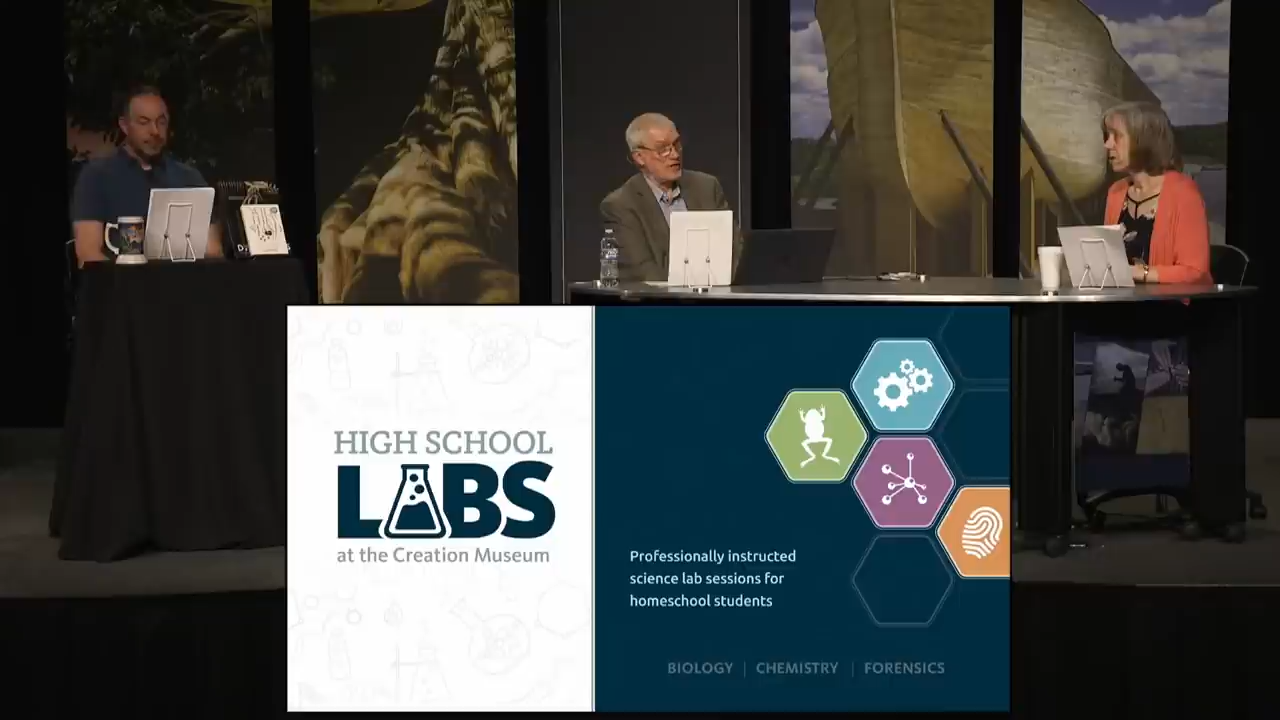 HIGH SCHOOL
LABS
at the Creation Museum
Professionally instructed
science lab sessions for
homeschool students
BIOLOGY | CHEMISTRY | FORENSICS